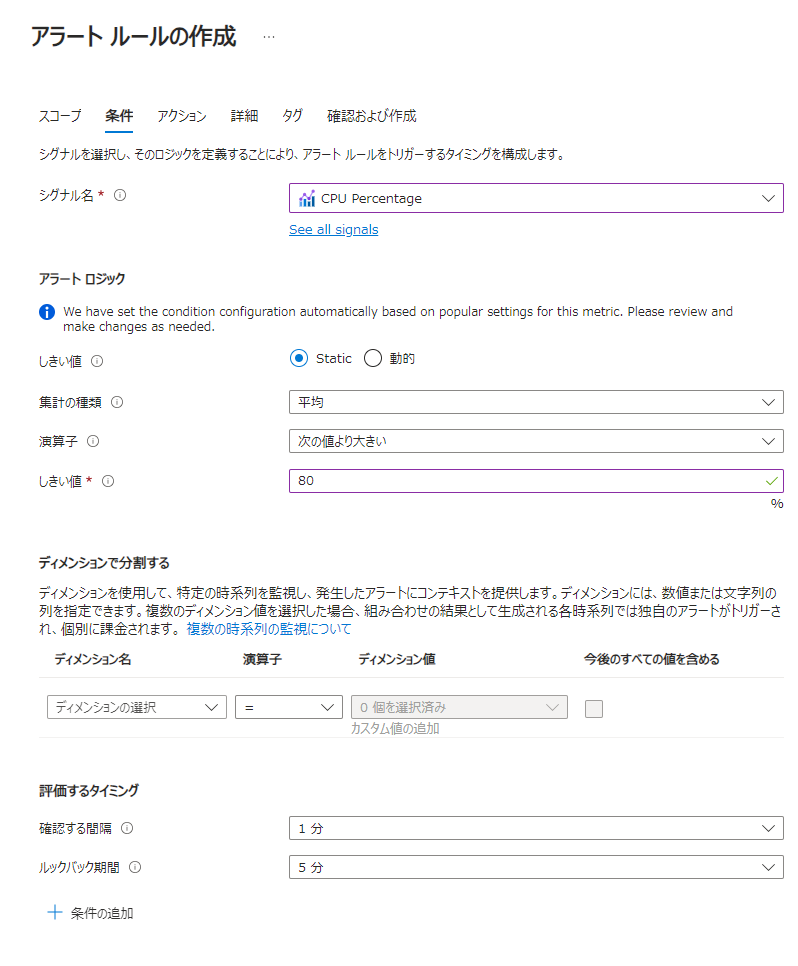 アラート ルールの作成 …
スコープ 条件 アクション 詳細 タグ 確認および作成
シグナルを選択し、そのロジックを定義することにより、アラート ルールをトリガーするタイミングを構成します。
シグナル名 * CPU Percentage
See all signals
アラート ロジック
We have set the condition configuration automatically based on popular settings for this metric. Please review and
make changes as needed.
しきい値 Static 動的
集計の種類 平均
演算子 次の値より大きい
しきい値 * 80
%
ディメンションで分割する
ディメンションを使用して、特定の時系列を監視し、発生したアラートにコンテキストを提供します。ディメンションには、数値または文字列の
列を指定できます。複数のディメンション値を選択した場合、組み合わせの結果として生成される各時系列では独自のアラートがトリガーさ
れ、個別に課金されます。 複数の時系列の監視について
ディメンション名 演算子 ディメンション値 今後のすべての値を含める
ディメンションの選択 = 0 個を選択済み
カスタム値の追加
評価するタイミング
確認する間隔 1 分
ルックバック期間 5 分
+ 条件の追加